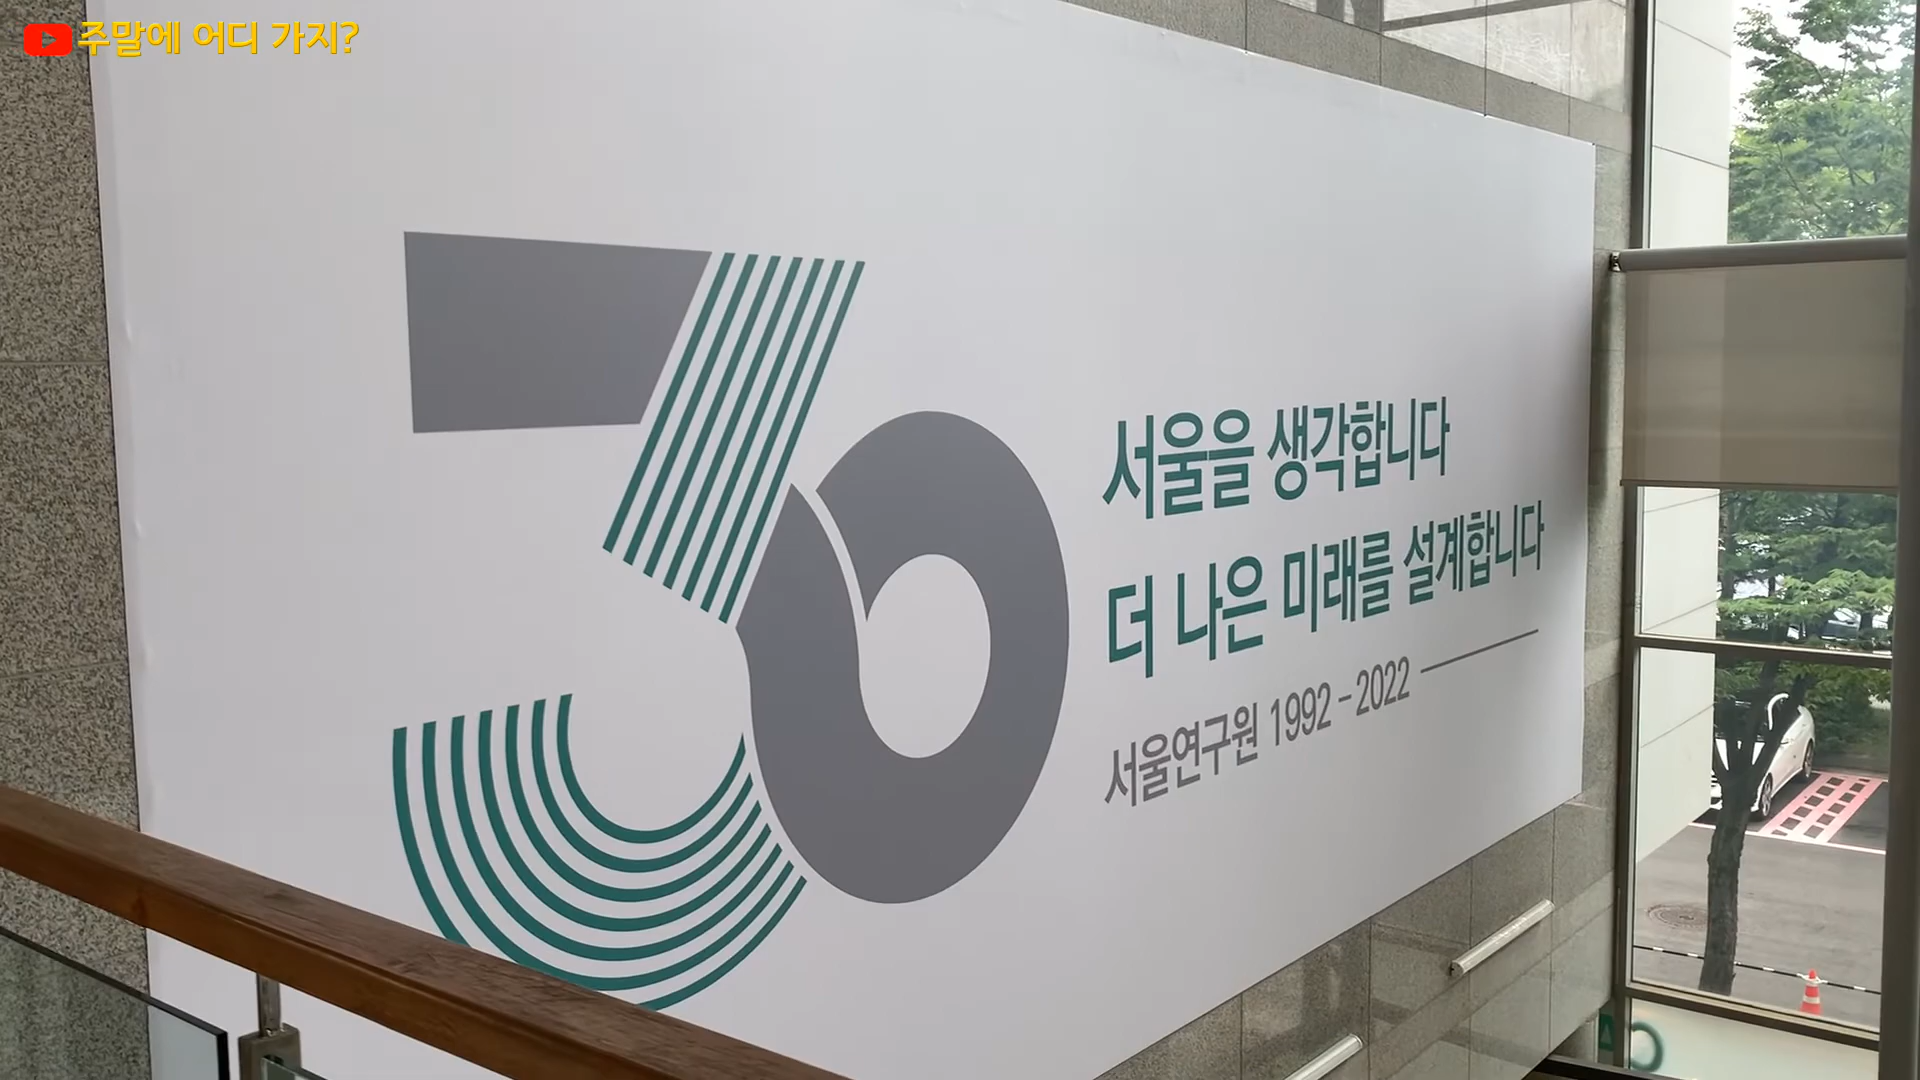 주말에 어디 가지?
30
서울을 생각합니다
더 나은 미래를 설계합니다
서울연구원 1992-2022